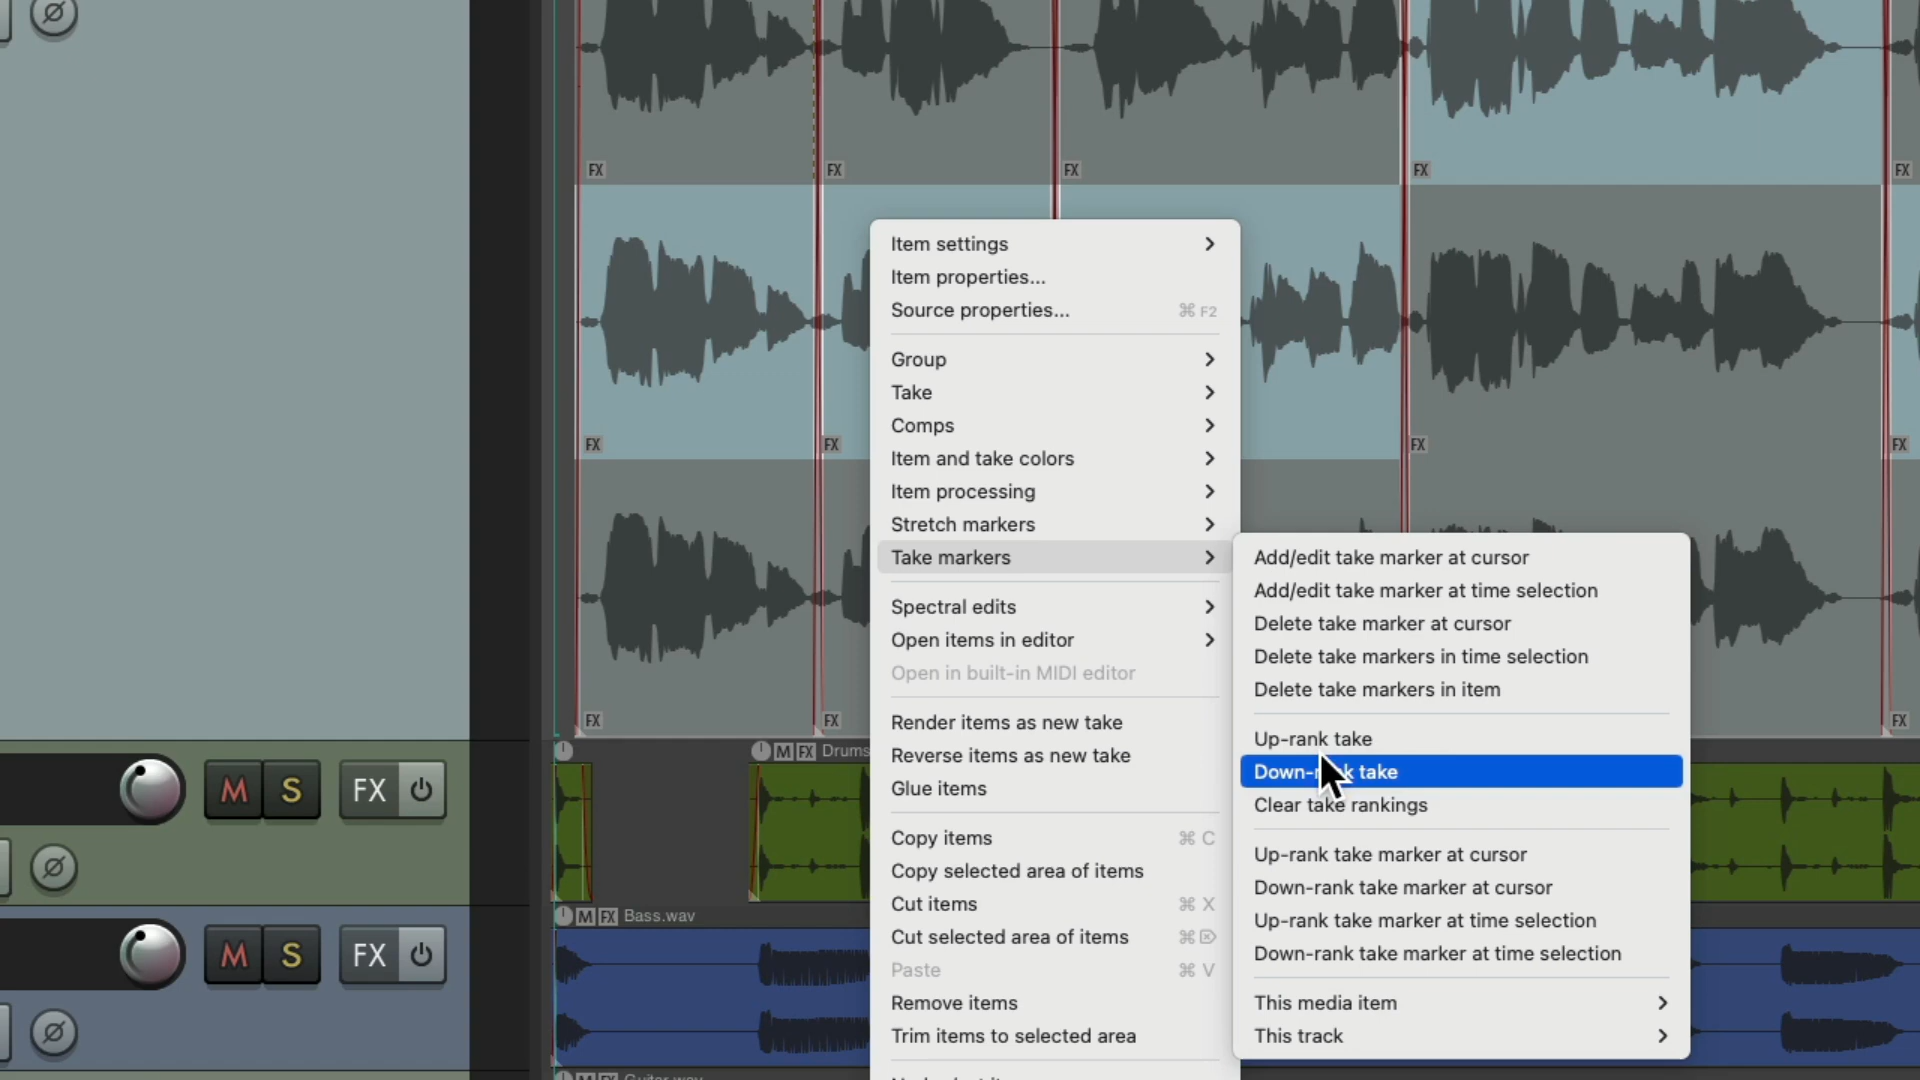 FX
FX
FX
FX
FX
Item settings
Item properties...
Source properties... ⌘ F2
Group
Take
Comps
Item and take colors
Item processing
Stretch markers
Take markers
Spectral edits
Open items in editor
Open in built-in MIDI editor
Render items as new take
Reverse items as new take
Glue items
Copy items ⌘ C
Copy selected area of items
Cut items ⌘ X
Cut selected area of items ⌘⌦
Paste ⌘ V
Remove items
Trim items to selected area
FX
FX
FX
FX
Add/edit take marker at cursor
Add/edit take marker at time selection
Delete take marker at cursor
Delete take markers in time selection
Delete take markers in item
Up-rank take
Down-rank take
Clear take rankings
Up-rank take marker at cursor
Down-rank take marker at cursor
Up-rank take marker at time selection
Down-rank take marker at time selection
This media item
This track
FX
FX
FX
M FX Drums
M S FX
M FX Bass.wav
M S FX